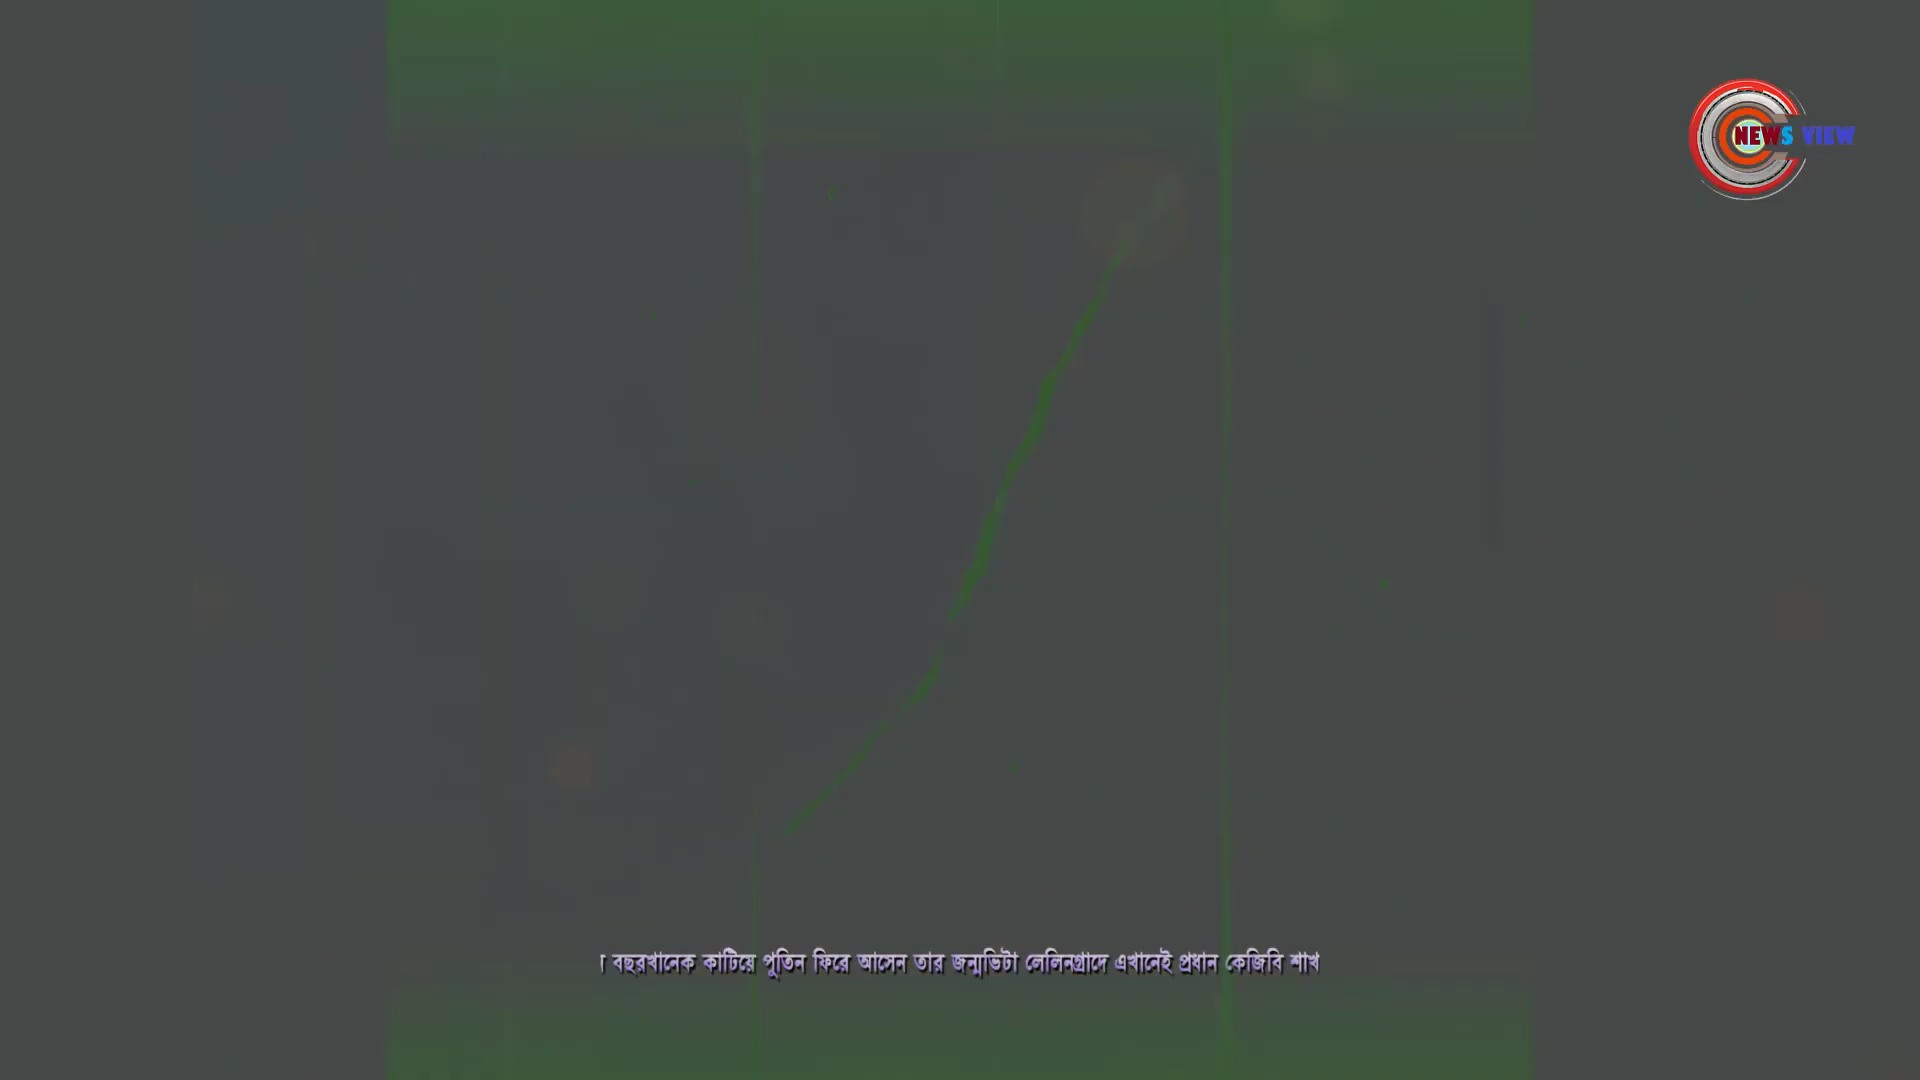 NEWS VIEW
বছরখানেক কাটিয়ে পুতিন ফিরে আসেন তার জন্মভিটা লেলিনগ্রাদে এখানেই প্রধান কেজিবি শাখ